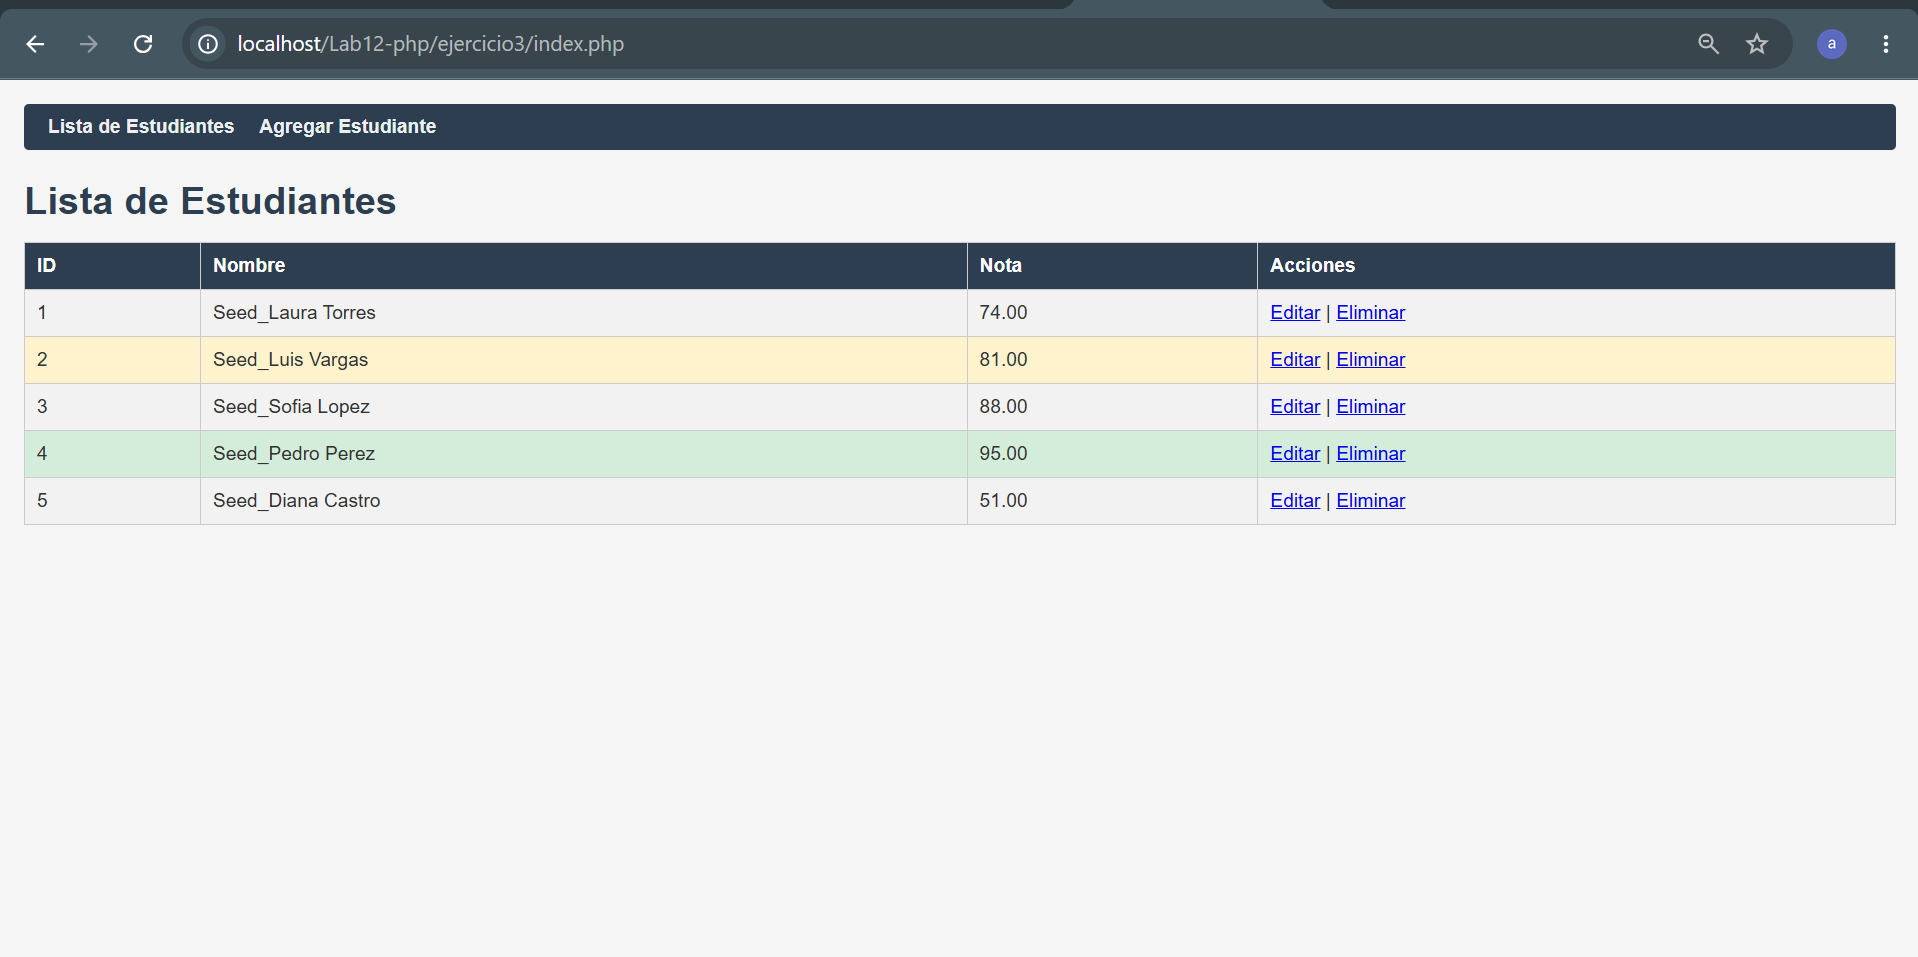 localhost/Lab12-php/ejercicio3/index.php
a
Lista de Estudiantes Agregar Estudiante
Lista de Estudiantes
ID Nombre Nota Acciones
1 Seed_Laura Torres 74.00 Editar | Eliminar
2 Seed_Luis Vargas 81.00 Editar | Eliminar
3 Seed_Sofia Lopez 88.00 Editar | Eliminar
4 Seed_Pedro Perez 95.00 Editar | Eliminar
5 Seed_Diana Castro 51.00 Editar | Eliminar